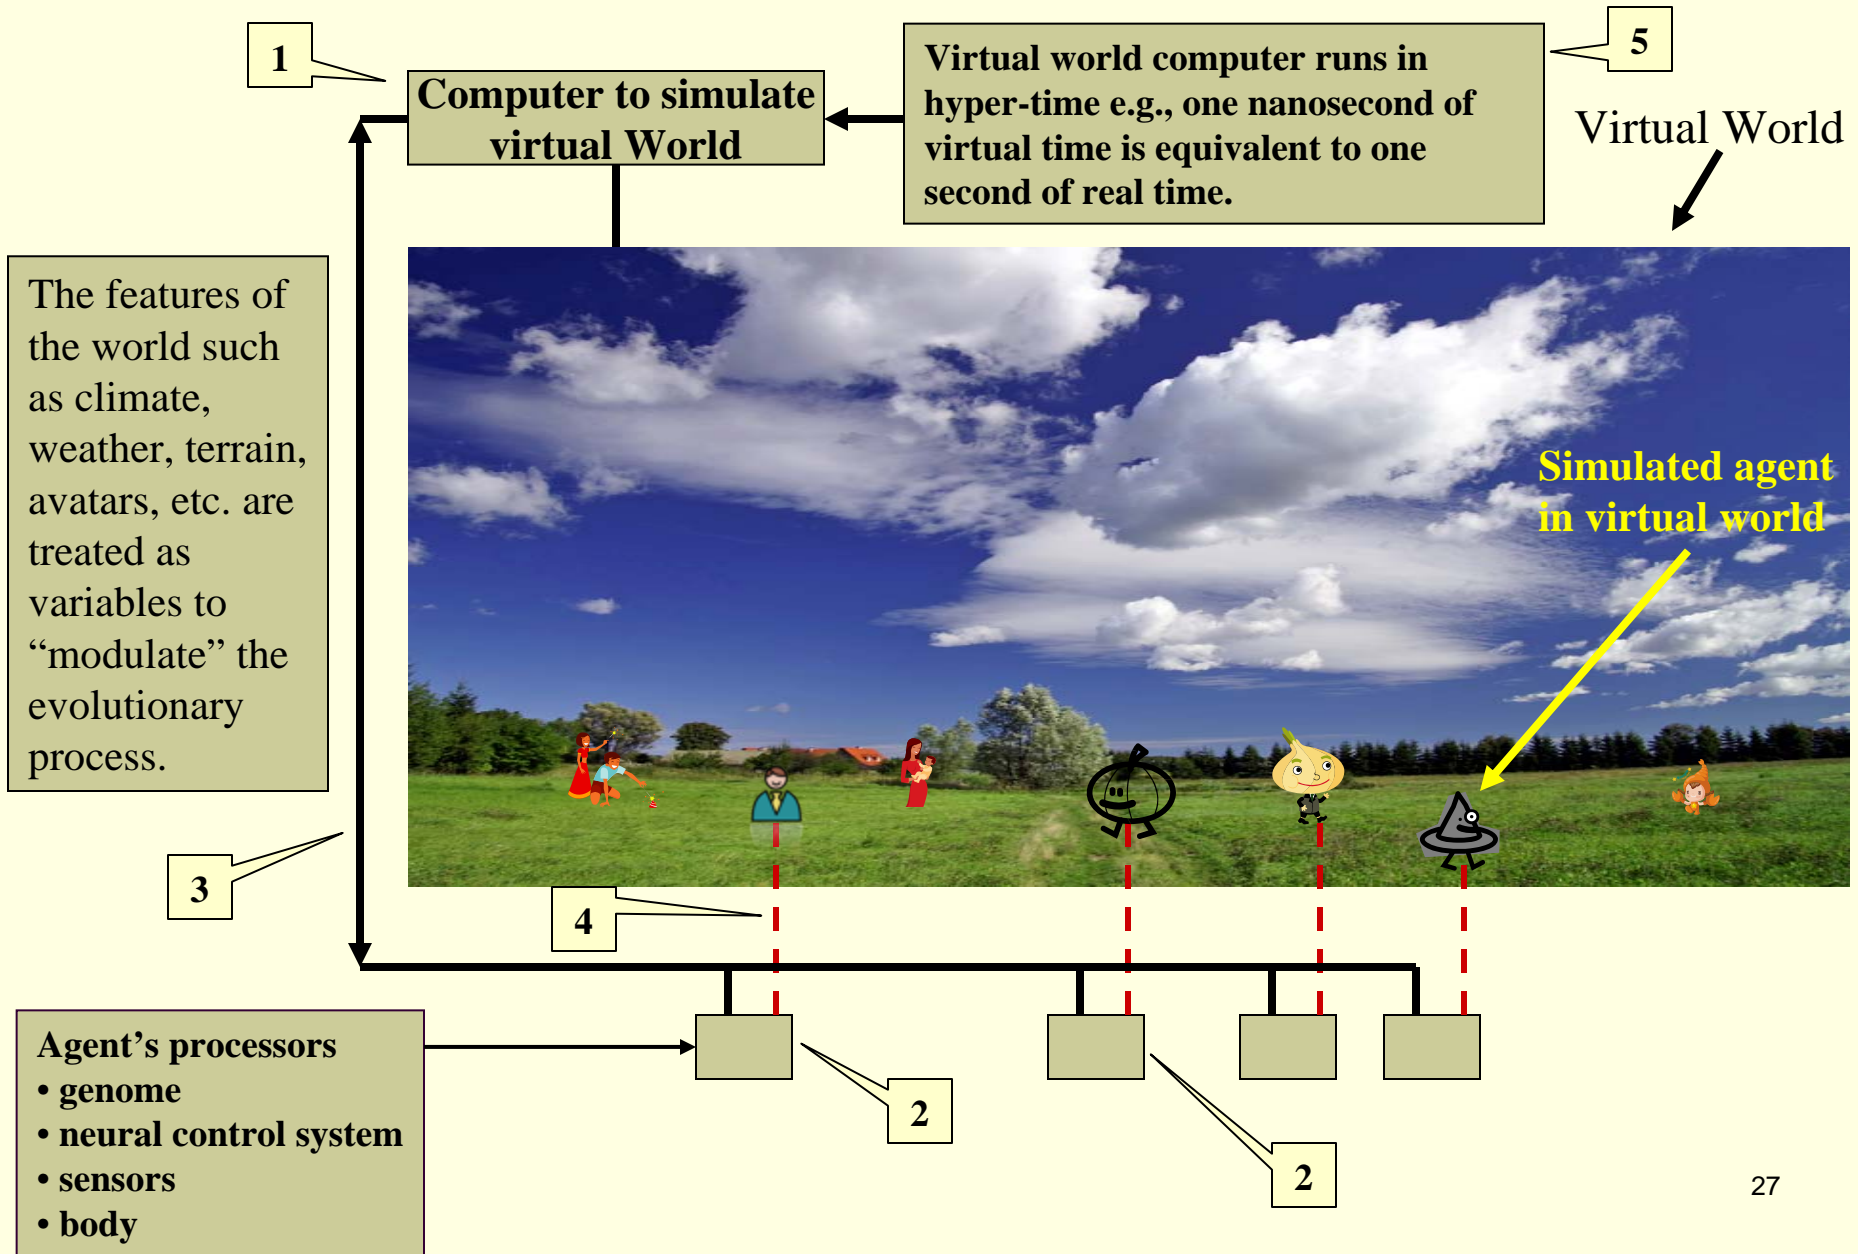 1
Computer to simulate
virtual World
Virtual world computer runs in
hyper-time e.g., one nanosecond of
virtual time is equivalent to one
second of real time.
5
Virtual World
The features of
the world such
as climate,
weather, terrain,
avatars, etc. are
treated as
variables to
“modulate” the
evolutionary
process.
Simulated agent
in virtual world
3
4
Agent’s processors
• genome
• neural control system
• sensors
• body
2
2
27